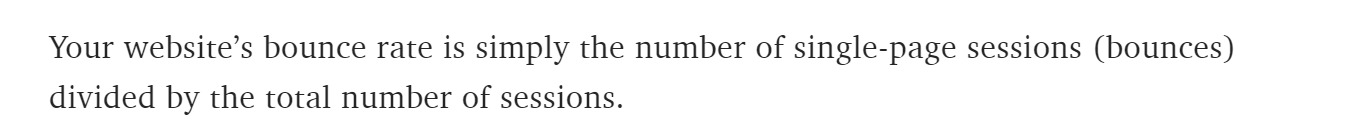 Your website’s bounce rate is simply the number of single-page sessions (bounces)
divided by the total number of sessions.